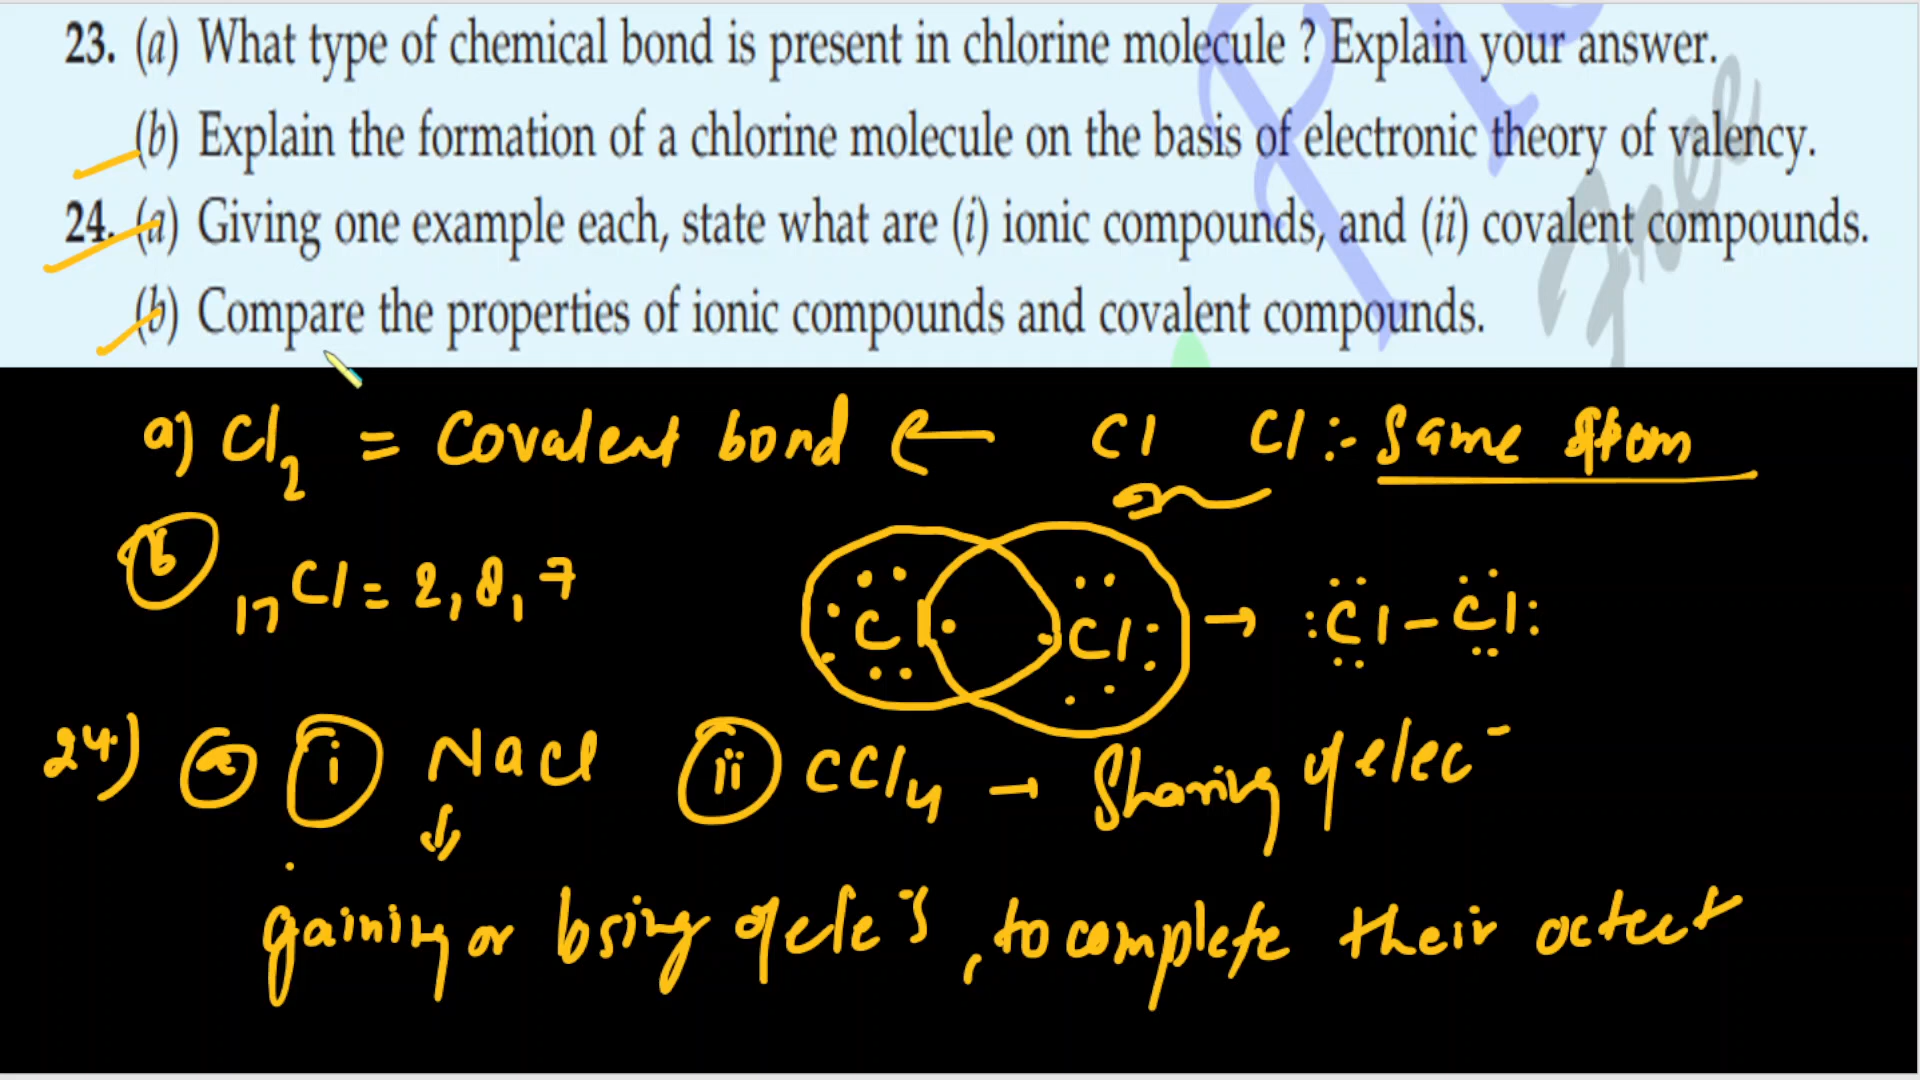 23. (a) What type of chemical bond is present in chlorine molecule ? Explain your answer.
(b) Explain the formation of a chlorine molecule on the basis of electronic theory of valency.
24. (a) Giving one example each, state what are (i) ionic compounds, and (ii) covalent compounds.
(b) Compare the properties of ionic compounds and covalent compounds.
Free
a) Cl2 = Covalent bond ← Cl Cl :- Same Atom
(b) 17Cl = 2, 8, 7 Cl Cl → Cl - Cl
24) (a) (i) NaCl (ii) CCl4 → Sharing of elec-
gaining or losing of ele's, to complete their octect